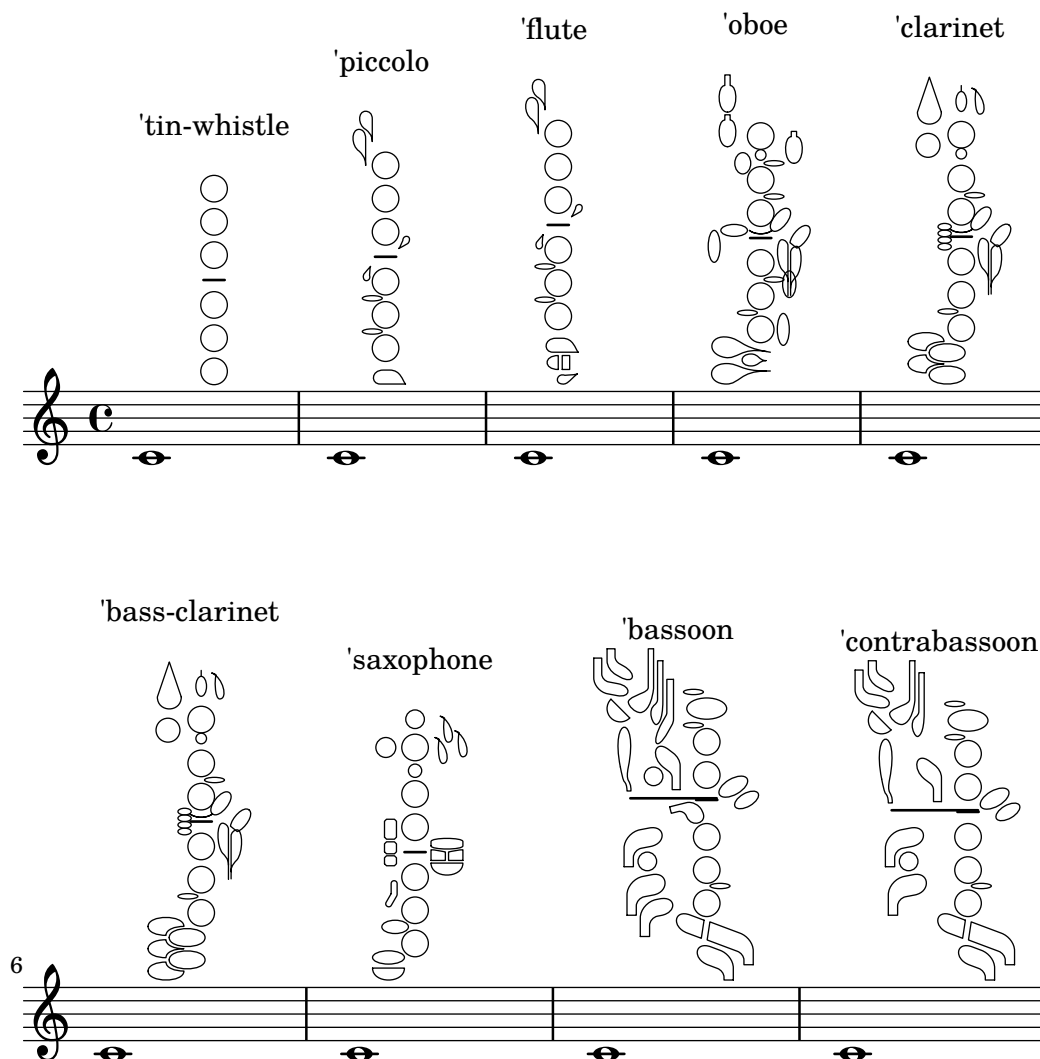 'tin-whistle
'piccolo
'flute
'oboe
'clarinet
'bass-clarinet
'saxophone
'bassoon
'contrabassoon
6